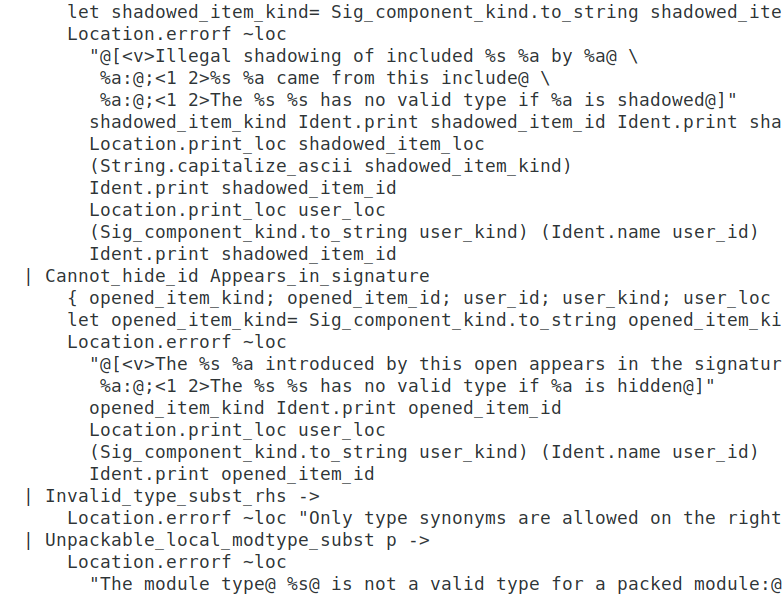 let shadowed_item_kind= Sig_component_kind.to_string shadowed_ite
Location.errorf ~loc
"@[<v>Illegal shadowing of included %s %a by %a@ \
%a:@;<1 2>%s %a came from this include@ \
%a:@;<1 2>The %s %s has no valid type if %a is shadowed@]"
shadowed_item_kind Ident.print shadowed_item_id Ident.print sha
Location.print_loc shadowed_item_loc
(String.capitalize_ascii shadowed_item_kind)
Ident.print shadowed_item_id
Location.print_loc user_loc
(Sig_component_kind.to_string user_kind) (Ident.name user_id)
Ident.print shadowed_item_id
| Cannot_hide_id Appears_in_signature
{ opened_item_kind; opened_item_id; user_id; user_kind; user_loc
let opened_item_kind= Sig_component_kind.to_string opened_item_ki
Location.errorf ~loc
"@[<v>The %s %a introduced by this open appears in the signatur
%a:@;<1 2>The %s %s has no valid type if %a is hidden@]"
opened_item_kind Ident.print opened_item_id
Location.print_loc user_loc
(Sig_component_kind.to_string user_kind) (Ident.name user_id)
Ident.print opened_item_id
| Invalid_type_subst_rhs ->
Location.errorf ~loc "Only type synonyms are allowed on the right
| Unpackable_local_modtype_subst p ->
Location.errorf ~loc
"The module type@ %s@ is not a valid type for a packed module:@